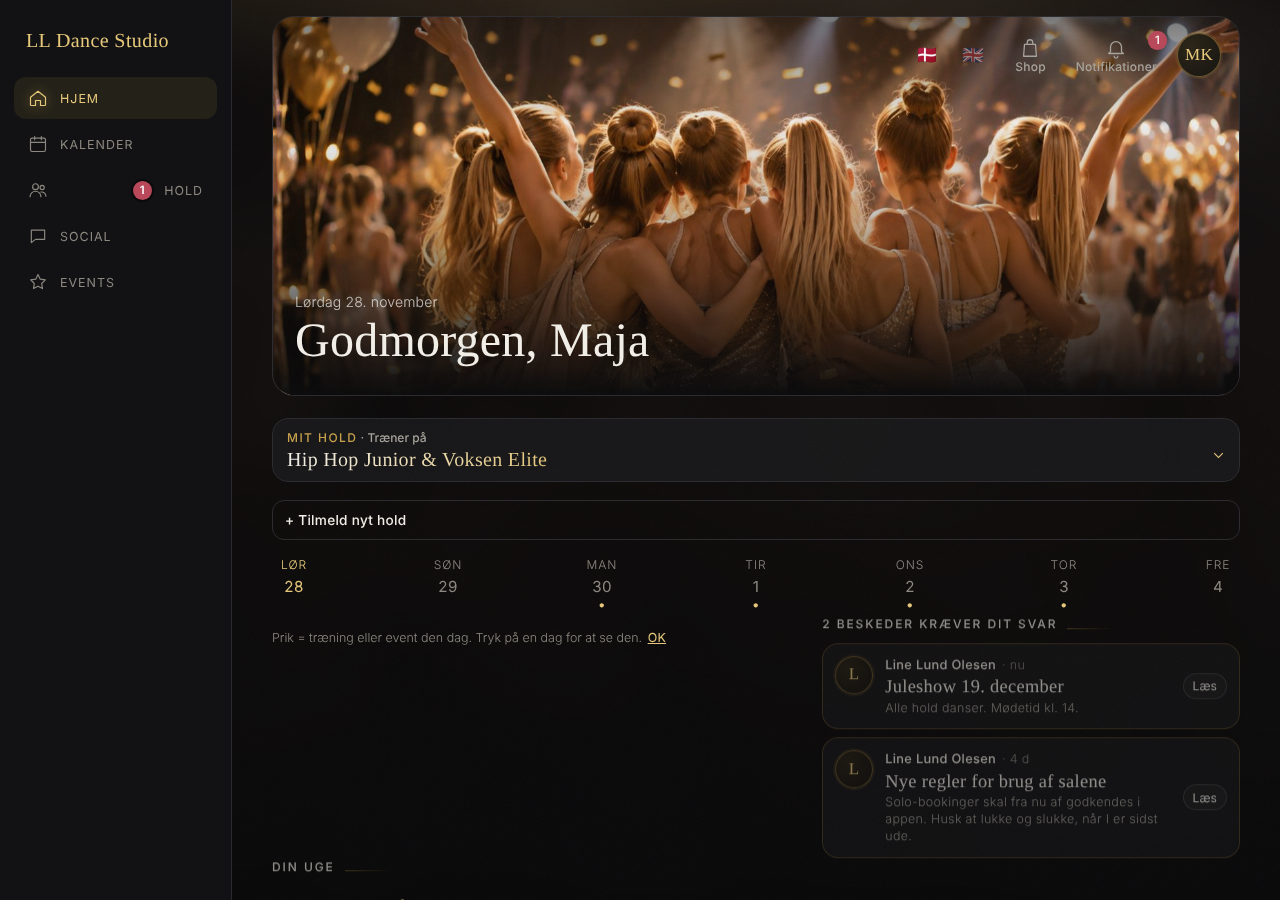 LL Dance Studio
HJEM
KALENDER
1 HOLD
SOCIAL
EVENTS
Shop
Notifikationer
1
MK
Lørdag 28. november
Godmorgen, Maja
MIT HOLD · Træner på
Hip Hop Junior & Voksen Elite
+ Tilmeld nyt hold
LØR SØN MAN TIR ONS TOR FRE
28 29 30 1 2 3 4
Prik = træning eller event den dag. Tryk på en dag for at se den. OK
2 BESKEDER KRÆVER DIT SVAR
L
Line Lund Olesen · nu
Juleshow 19. december
Alle hold danser. Mødetid kl. 14.
Læs
L
Line Lund Olesen · 4 d
Nye regler for brug af salene
Solo-bookinger skal fra nu af godkendes i
appen. Husk at lukke og slukke, når I er sidst
ude.
Læs
DIN UGE